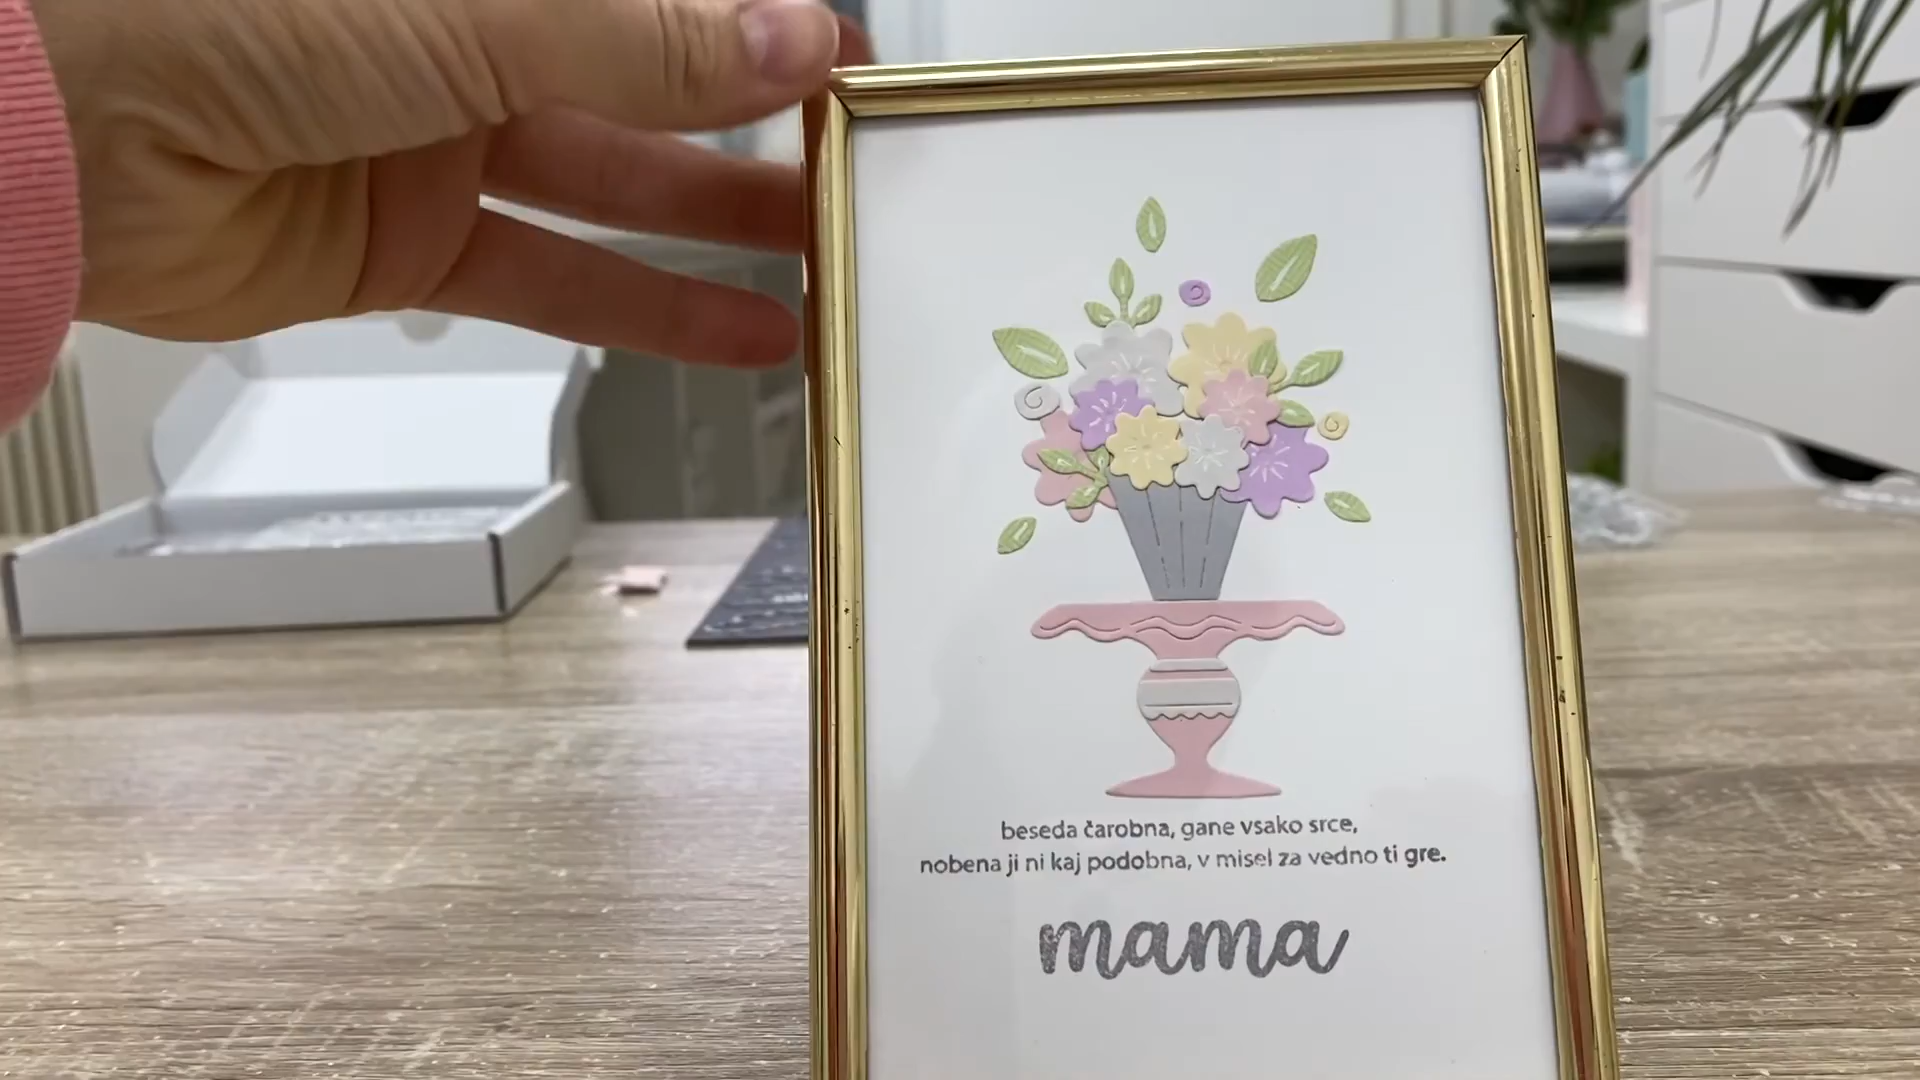 beseda čarobna, gane vsako srce,
nobena ji ni kaj podobna, v misel za vedno ti gre.
mama